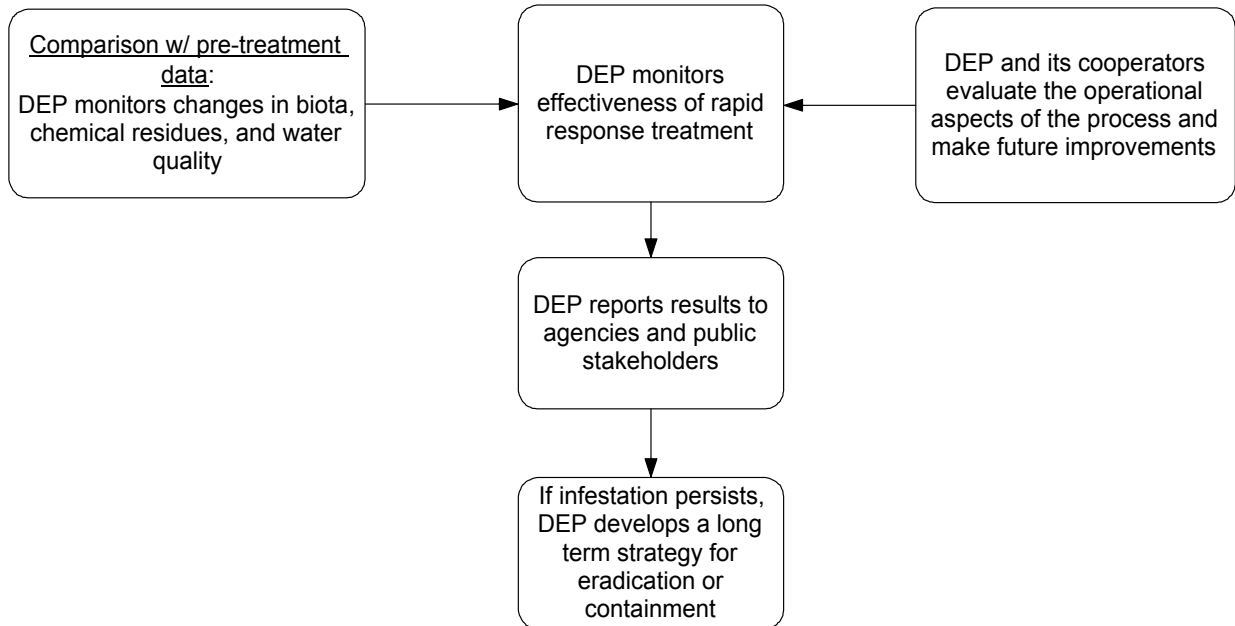 Comparison w/ pre-treatment
data:
DEP monitors changes in biota,
chemical residues, and water
quality
DEP monitors
effectiveness of rapid
response treatment
DEP and its cooperators
evaluate the operational
aspects of the process and
make future improvements
DEP reports results to
agencies and public
stakeholders
If infestation persists,
DEP develops a long
term strategy for
eradication or
containment